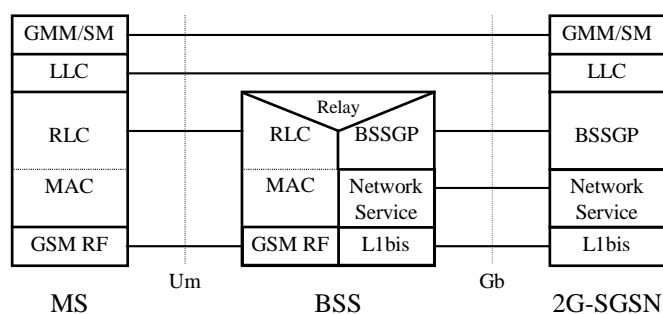 GMM/SM
LLC
RLC
MAC
GSM RF
MS
Um
Relay
RLC
BSSGP
MAC
Network
Service
GSM RF
L1bis
BSS
Gb
GMM/SM
LLC
BSSGP
Network
Service
L1bis
2G-SGSN